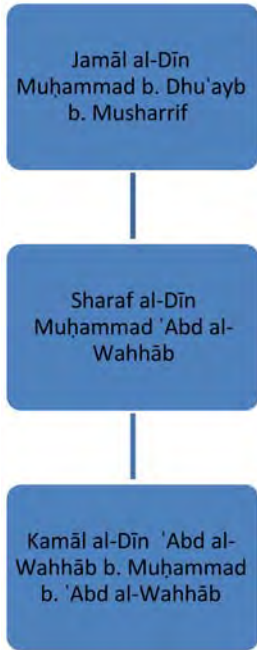 Jamāl al-Dīn
Muḥammad b. Dhuʾayb
b. Musharrif
Sharaf al-Dīn
Muḥammad ʿAbd al-
Wahhāb
Kamāl al-Dīn ʿAbd al-
Wahhāb b. Muḥammad
b. ʿAbd al-Wahhāb